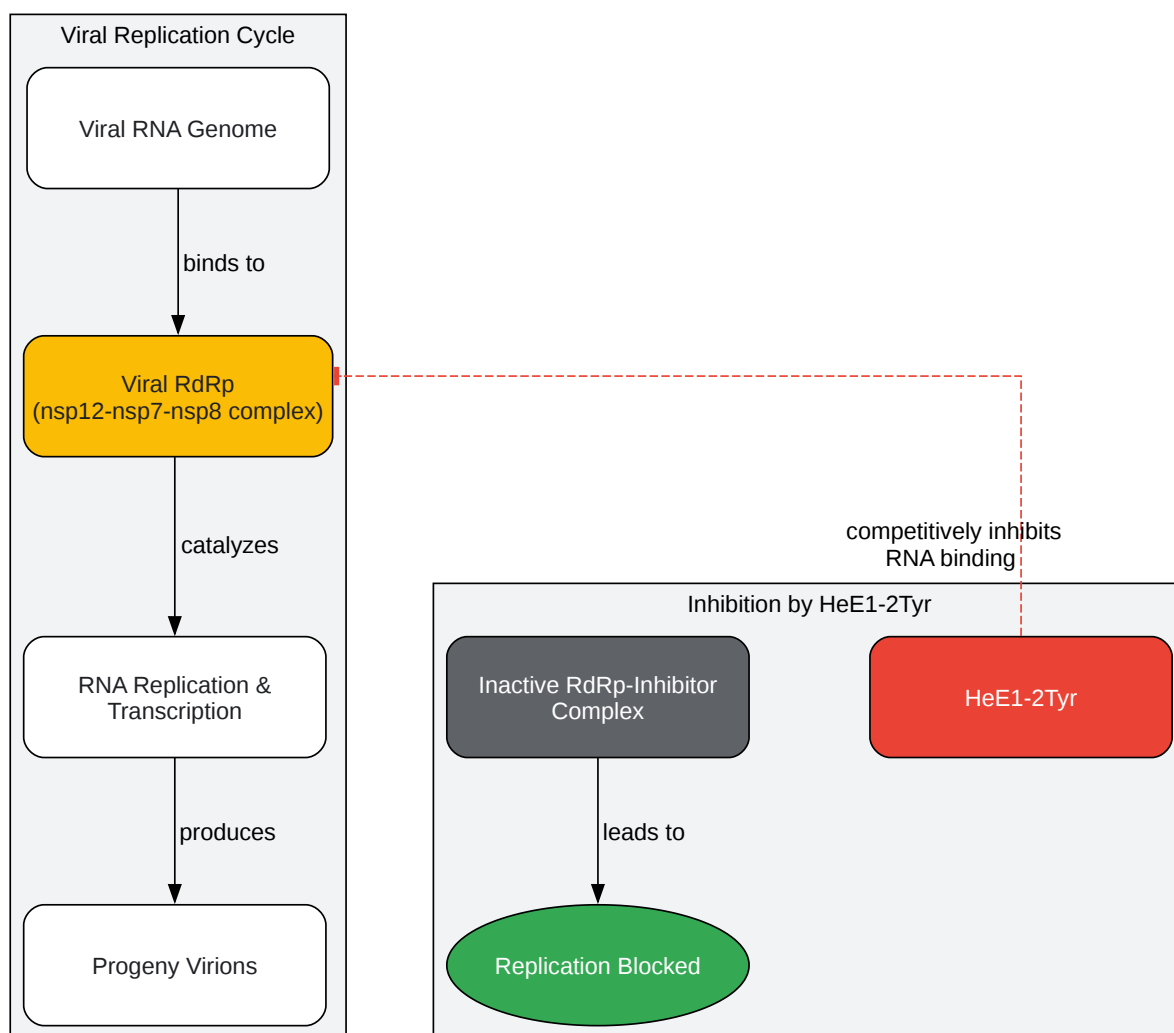 Viral Replication Cycle
Viral RNA Genome
binds to
Viral RdRp
(nsp12-nsp7-nsp8 complex)
catalyzes
RNA Replication &
Transcription
produces
Progeny Virions
competitively inhibits
RNA binding
Inhibition by HeE1-2Tyr
Inactive RdRp-Inhibitor
Complex
HeE1-2Tyr
leads to
Replication Blocked